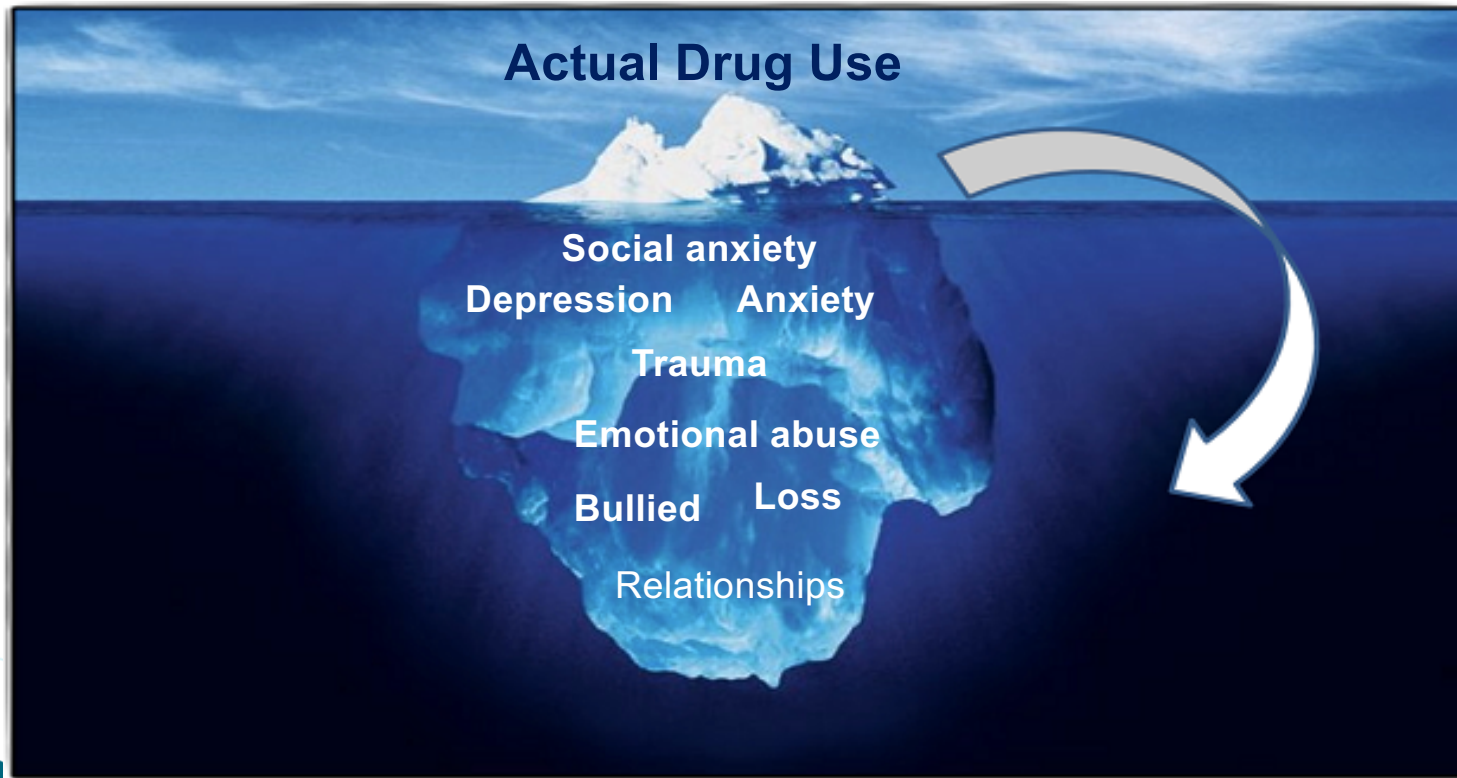 Actual Drug Use
Social anxiety
Depression Anxiety
Trauma
Emotional abuse
Bullied Loss
Relationships